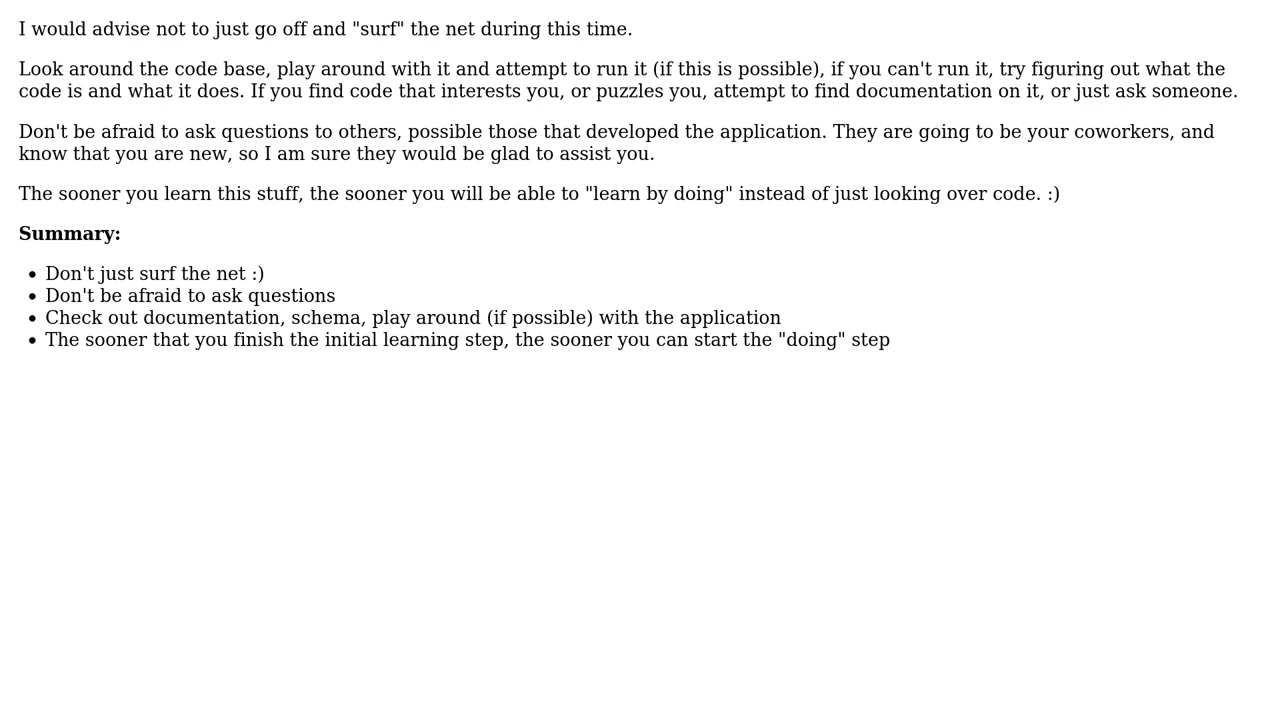 I would advise not to just go off and "surf" the net during this time.
Look around the code base, play around with it and attempt to run it (if this is possible), if you can't run it, try figuring out what the
code is and what it does. If you find code that interests you, or puzzles you, attempt to find documentation on it, or just ask someone.
Don't be afraid to ask questions to others, possible those that developed the application. They are going to be your coworkers, and
know that you are new, so I am sure they would be glad to assist you.
The sooner you learn this stuff, the sooner you will be able to "learn by doing" instead of just looking over code. :)
Summary:
• Don't just surf the net :)
• Don't be afraid to ask questions
• Check out documentation, schema, play around (if possible) with the application
• The sooner that you finish the initial learning step, the sooner you can start the "doing" step